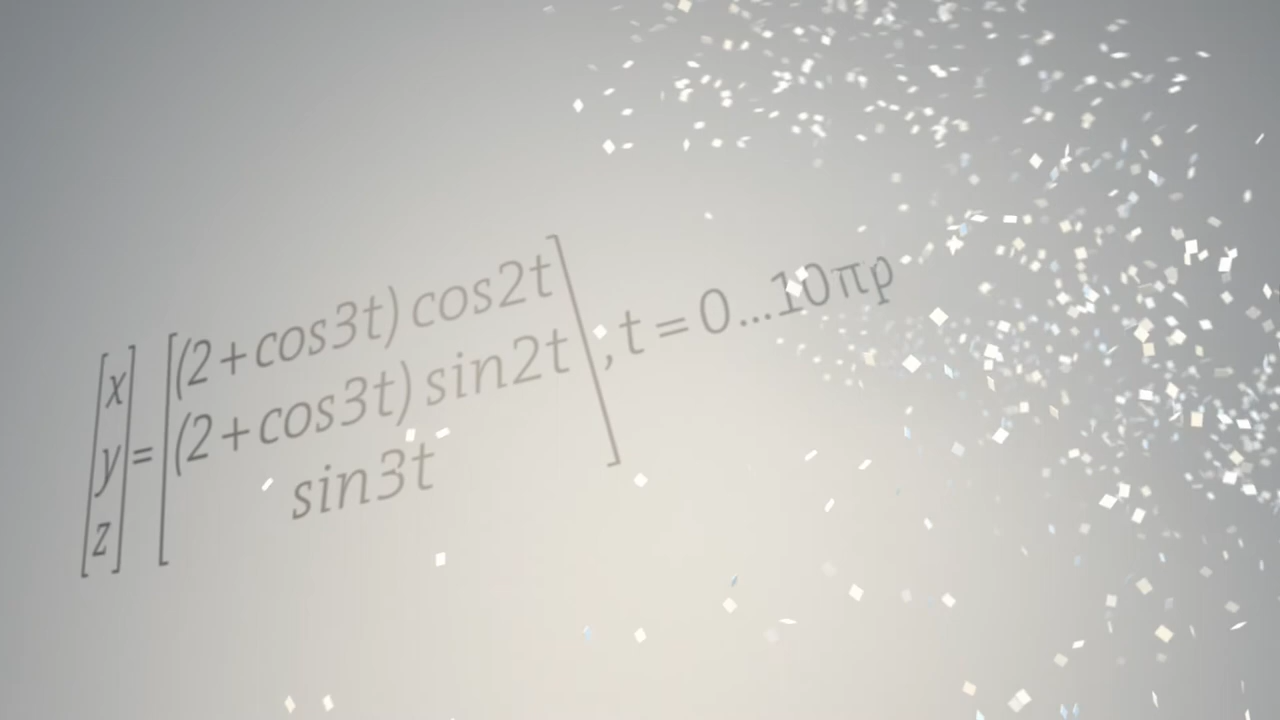 [x] = [(2+cos3t) cos2t]
[y] = [(2+cos3t) sin2t], t = 0...10πρ
[z] = [sin3t]